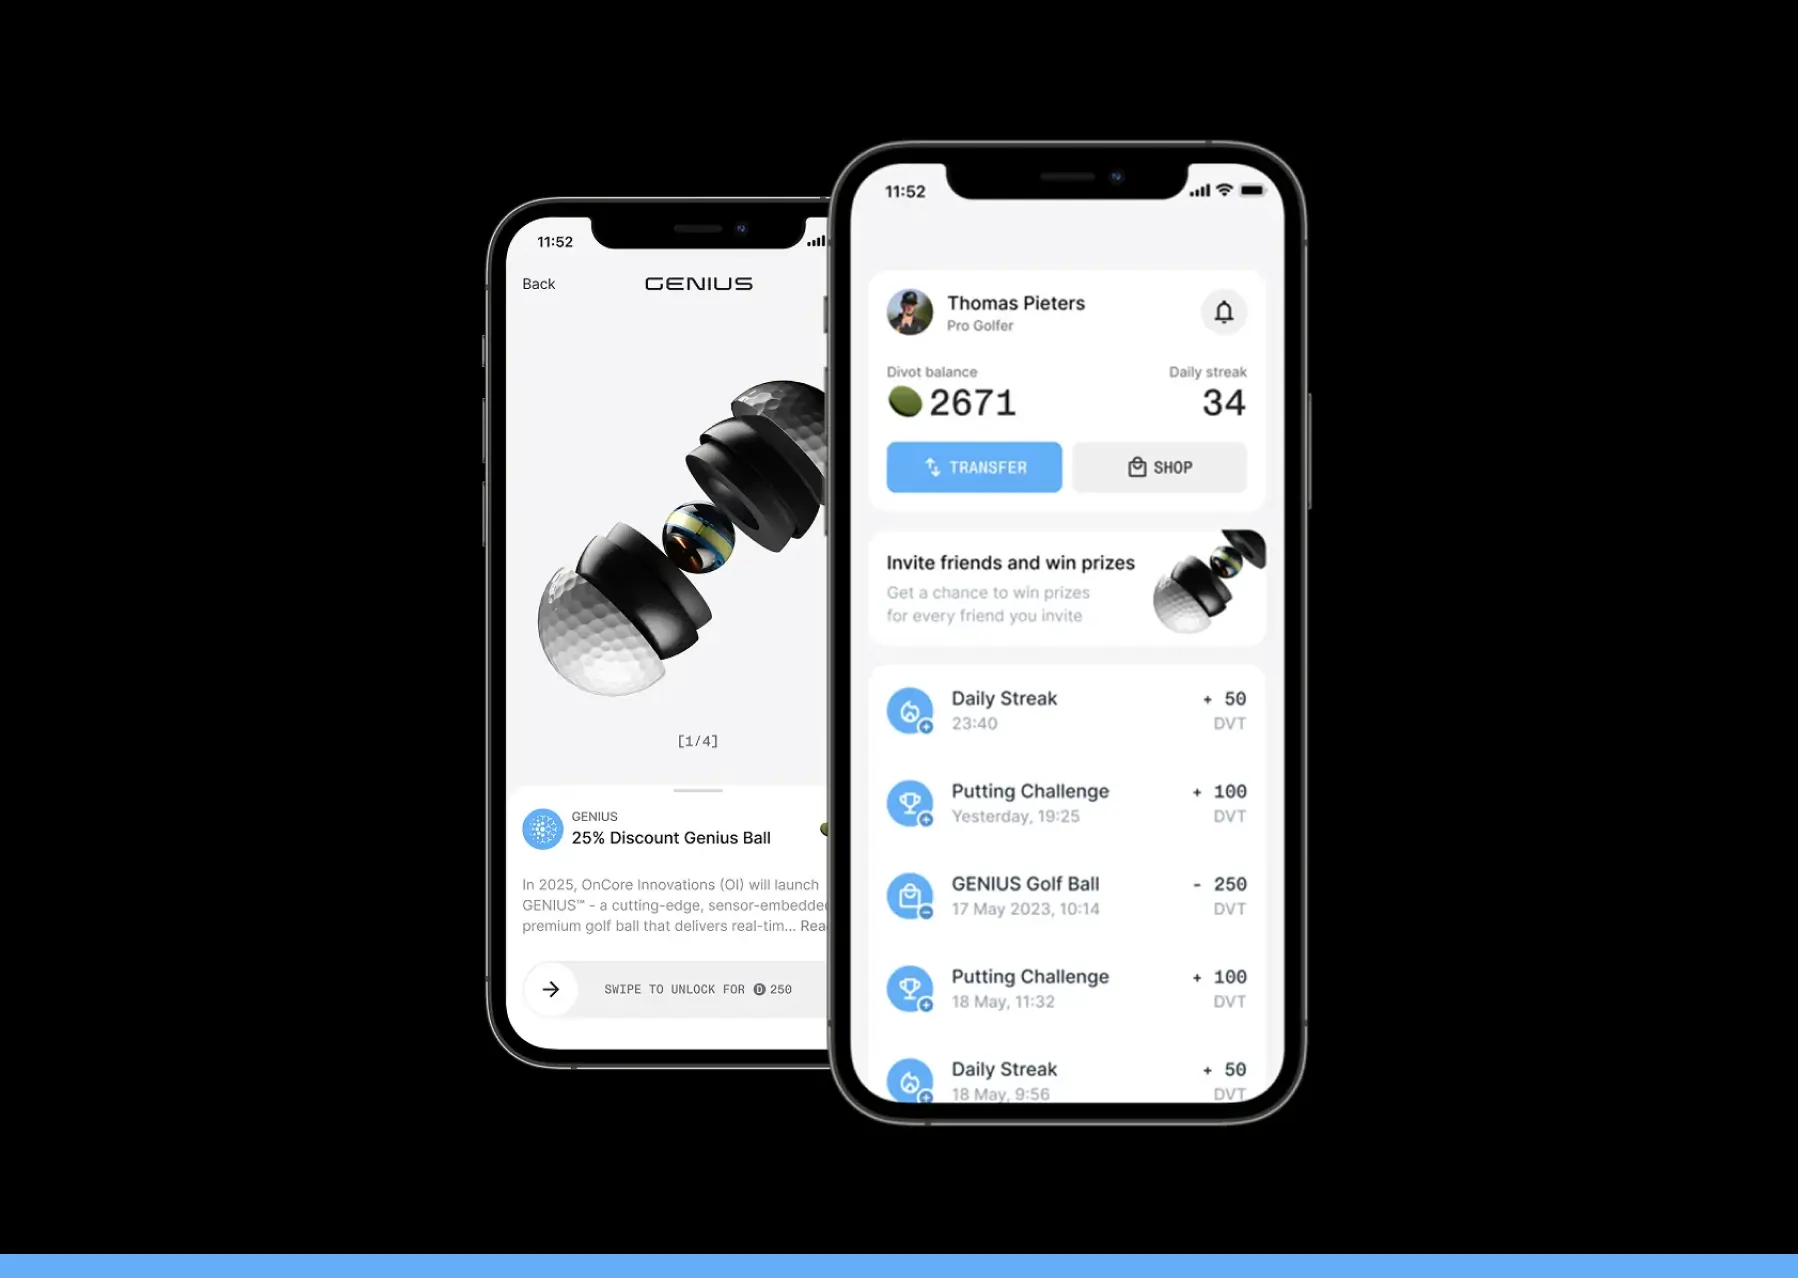 11:52
Back
GENIUS
[1/4]
GENIUS
25% Discount Genius Ball
In 2025, OnCore Innovations (OI) will launch
GENIUS™ - a cutting-edge, sensor-embedded
premium golf ball that delivers real-tim...
SWIPE TO UNLOCK FOR D 250
11:52
Thomas Pieters
Pro Golfer
Divot balance
Daily streak
2671
34
TRANSFER
SHOP
Invite friends and win prizes
Get a chance to win prizes
for every friend you invite
Daily Streak + 50
23:40 DVT
Putting Challenge + 100
Yesterday, 19:25 DVT
GENIUS Golf Ball - 250
17 May 2023, 10:14 DVT
Putting Challenge + 100
18 May, 11:32 DVT
Daily Streak + 50
18 May, 9:56 DVT